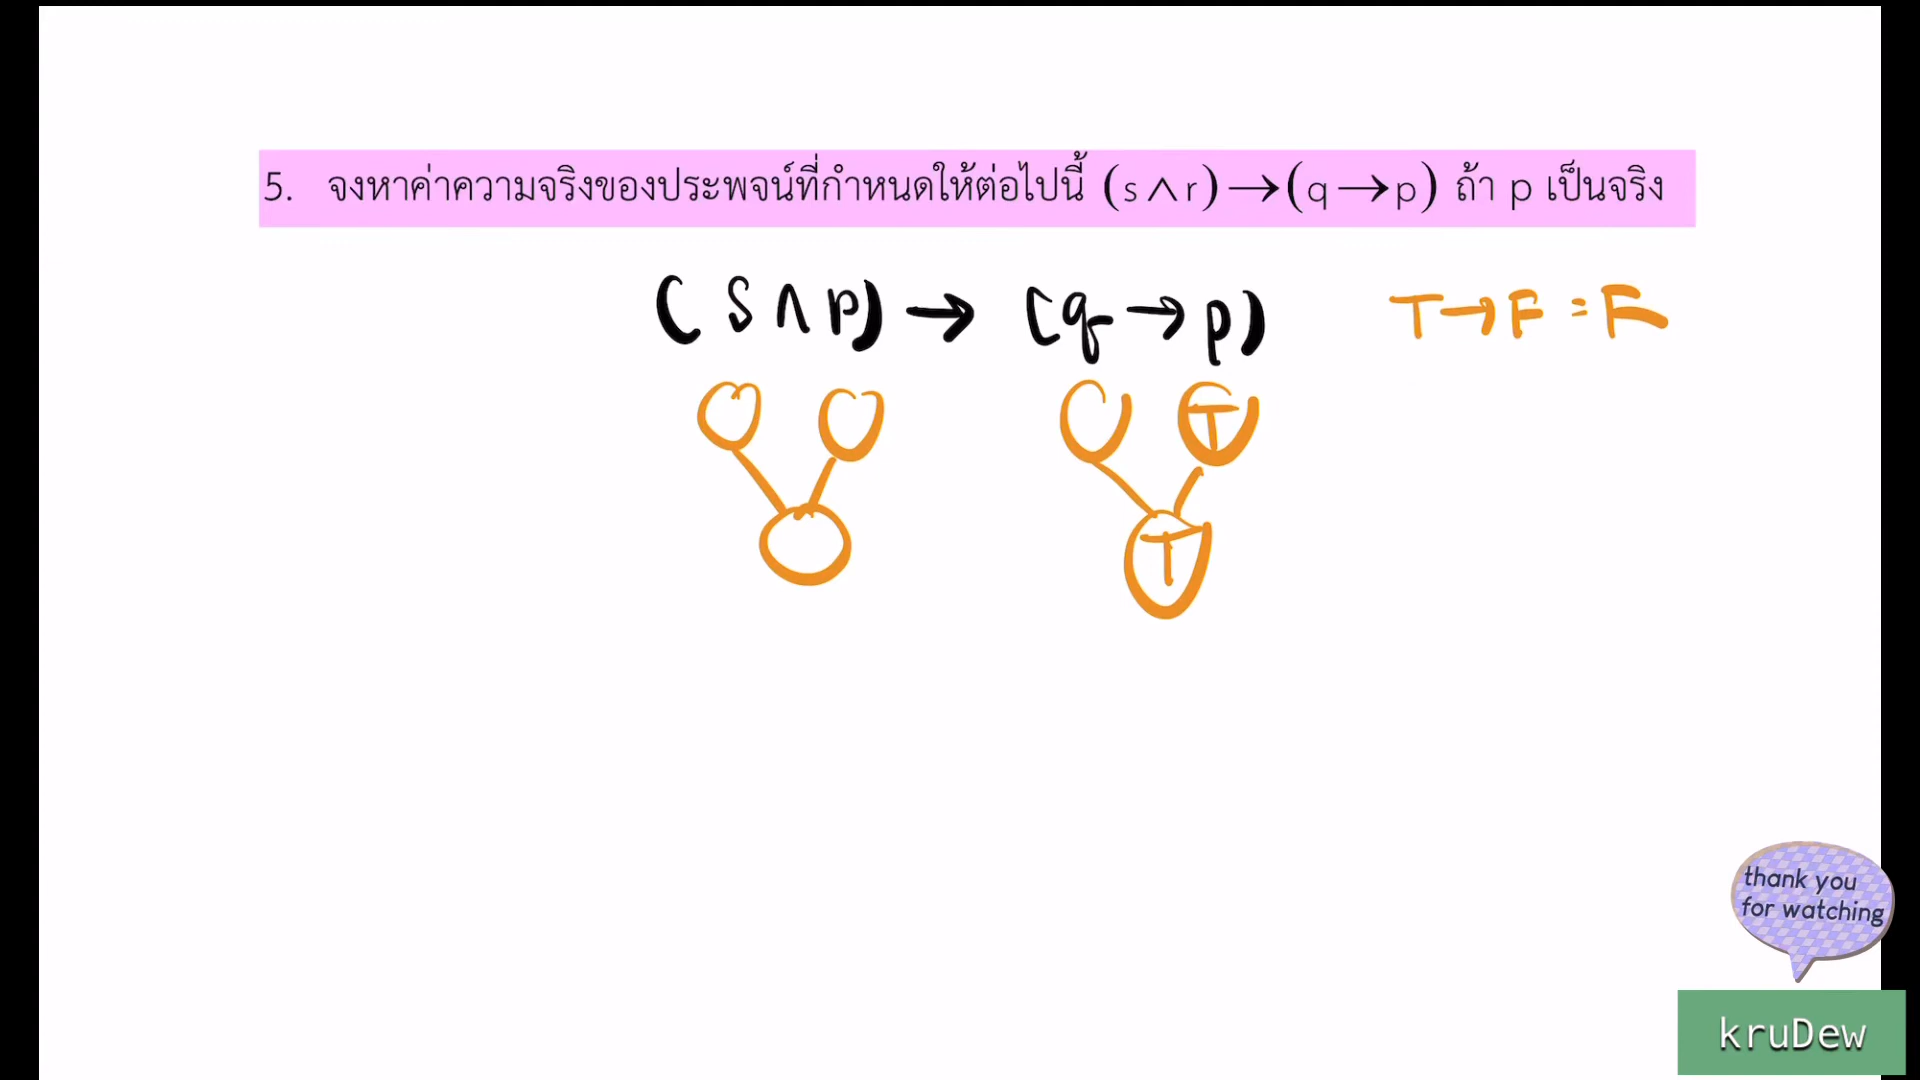 5. จงหาค่าความจริงของประพจน์ที่กำหนดให้ต่อไปนี้ (s∧r)→(q→p) ถ้า p เป็นจริง
(S∧p)→(q→p) T→F=F
T
T
thank you
for watching
kruDew